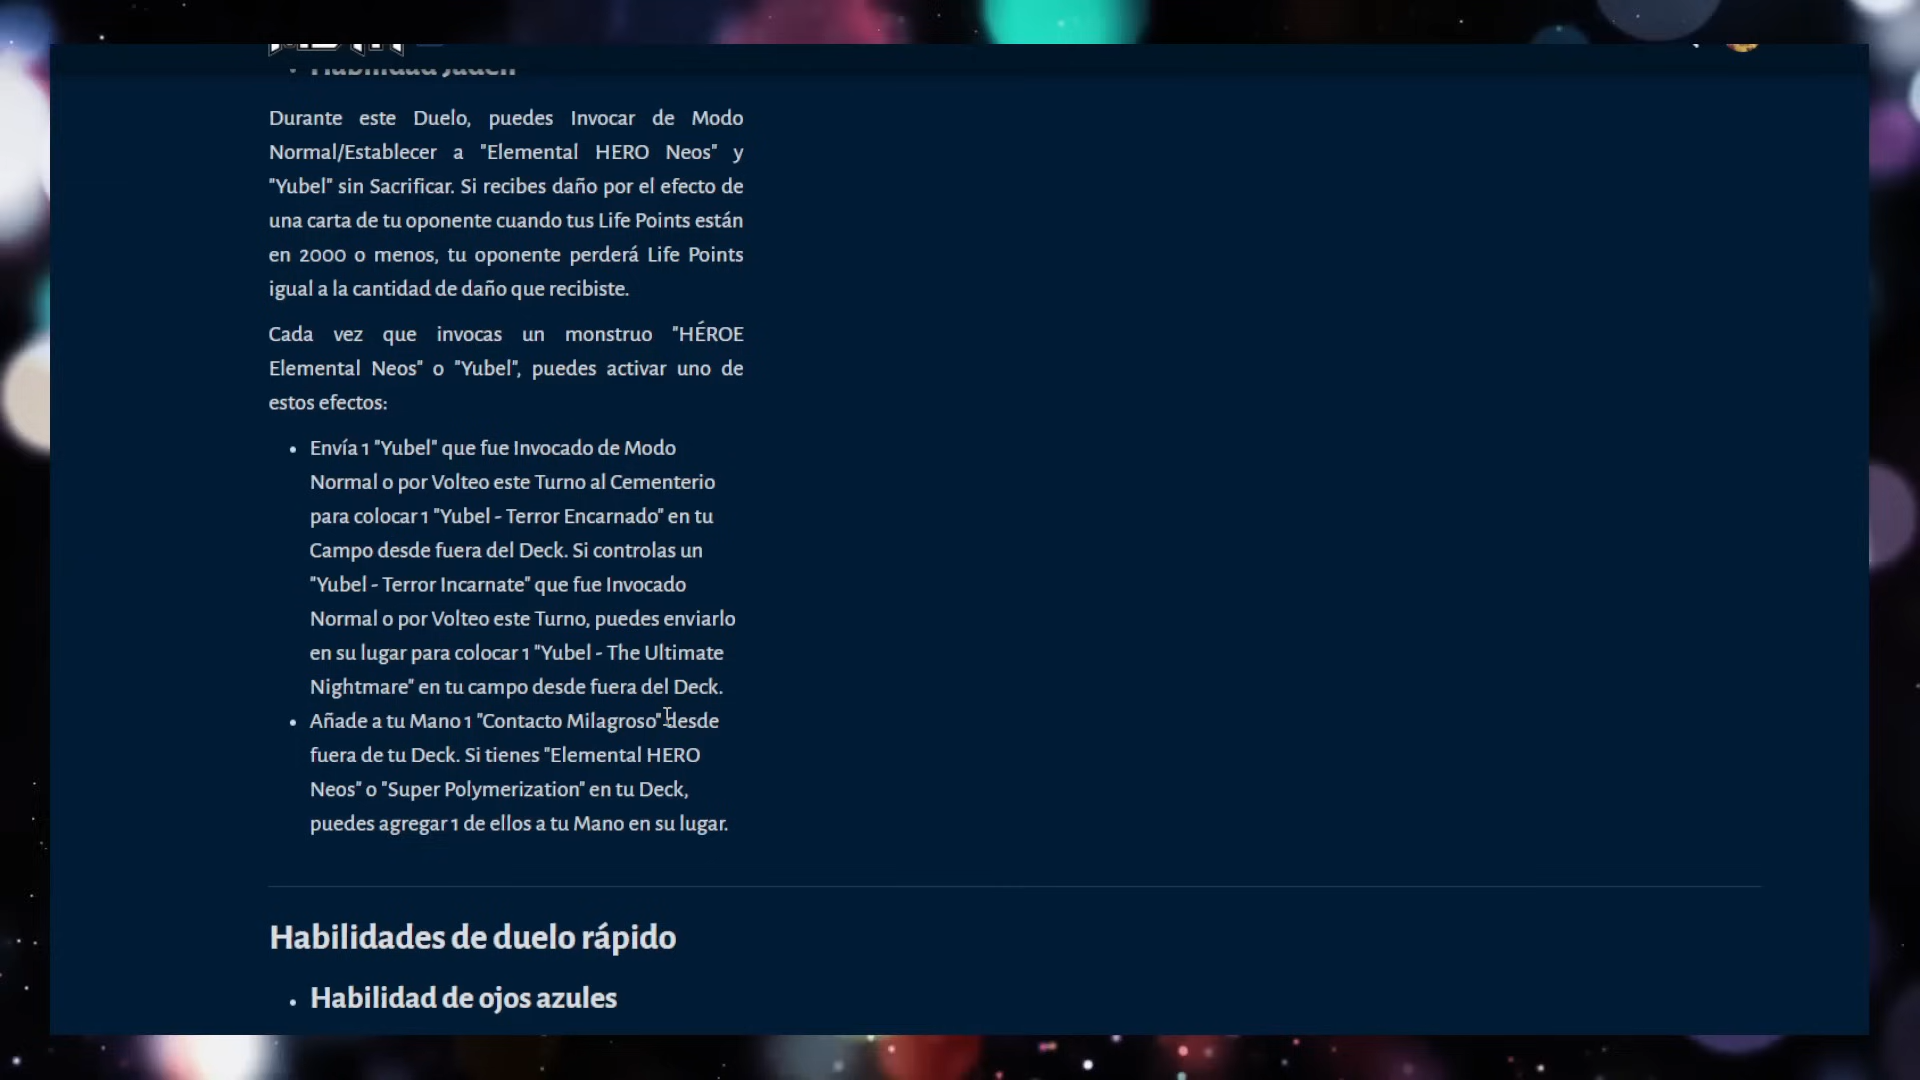 Habilidad Jaden
Durante este Duelo, puedes Invocar de Modo
Normal/Establecer a "Elemental HERO Neos" y
"Yubel" sin Sacrificar. Si recibes daño por el efecto de
una carta de tu oponente cuando tus Life Points están
en 2000 o menos, tu oponente perderá Life Points
igual a la cantidad de daño que recibiste.
Cada vez que invocas un monstruo "HÉROE
Elemental Neos" o "Yubel", puedes activar uno de
estos efectos:
Envía 1 "Yubel" que fue Invocado de Modo
Normal o por Volteo este Turno al Cementerio
para colocar 1 "Yubel - Terror Encarnado" en tu
Campo desde fuera del Deck. Si controlas un
"Yubel - Terror Incarnate" que fue Invocado
Normal o por Volteo este Turno, puedes enviarlo
en su lugar para colocar 1 "Yubel - The Ultimate
Nightmare" en tu campo desde fuera del Deck.
Añade a tu Mano 1 "Contacto Milagroso" desde
fuera de tu Deck. Si tienes "Elemental HERO
Neos" o "Super Polymerization" en tu Deck,
puedes agregar 1 de ellos a tu Mano en su lugar.
Habilidades de duelo rápido
Habilidad de ojos azules